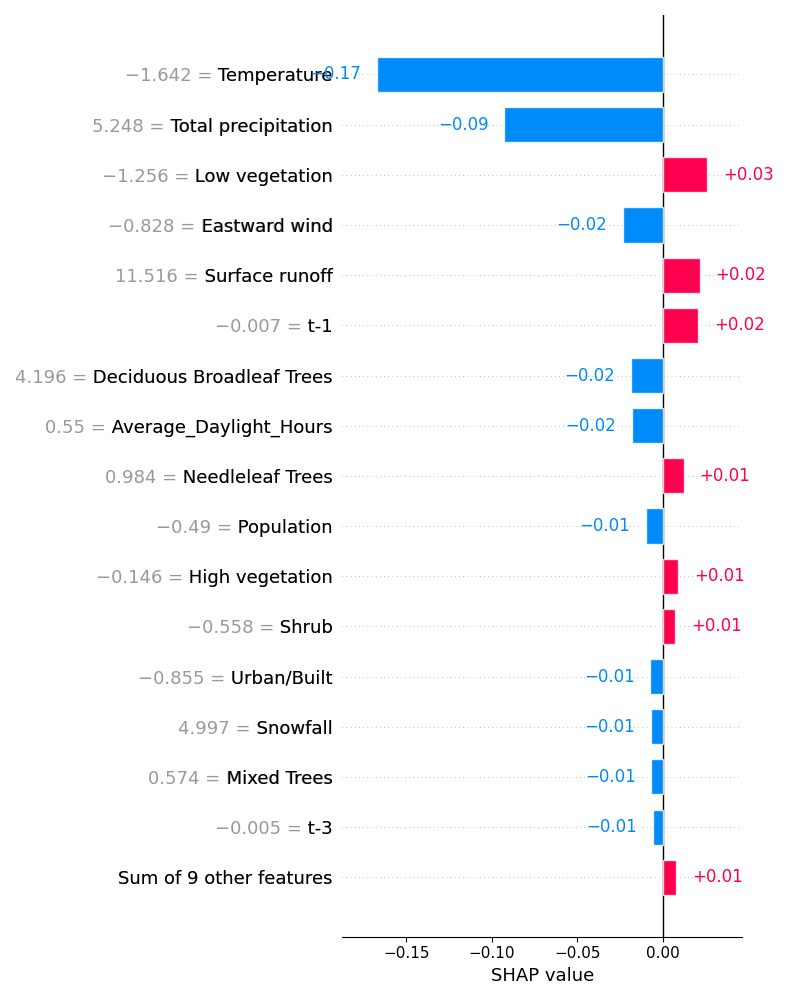 −1.642 = Temperature −0.17
5.248 = Total precipitation −0.09
−1.256 = Low vegetation +0.03
−0.828 = Eastward wind −0.02
11.516 = Surface runoff +0.02
−0.007 = t-1 +0.02
4.196 = Deciduous Broadleaf Trees −0.02
0.55 = Average_Daylight_Hours −0.02
0.984 = Needleleaf Trees +0.01
−0.49 = Population −0.01
−0.146 = High vegetation +0.01
−0.558 = Shrub +0.01
−0.855 = Urban/Built −0.01
4.997 = Snowfall −0.01
0.574 = Mixed Trees −0.01
−0.005 = t-3 −0.01
Sum of 9 other features +0.01
−0.15 −0.10 −0.05 0.00
SHAP value